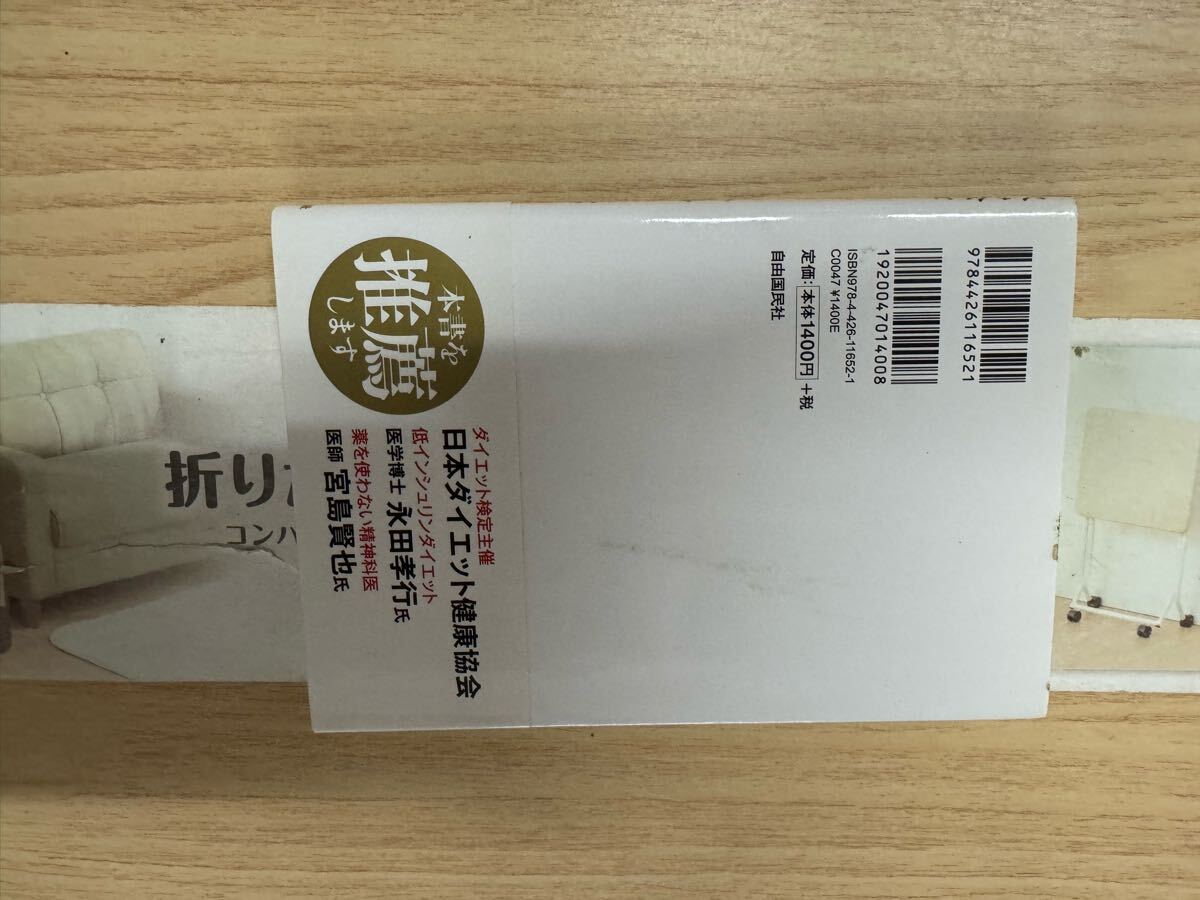 9784426116521
1920047014008
ISBN978-4-426-11652-1
C0047 ¥1400E
定価：本体1400円＋税
自由国民社
本書を
推薦
します
ダイエット検定主催
日本ダイエット健康協会
低インシュリンダイエット
医学博士 永田孝行氏
薬を使わない精神科医
医師 宮島賢也氏
折り
コンパ